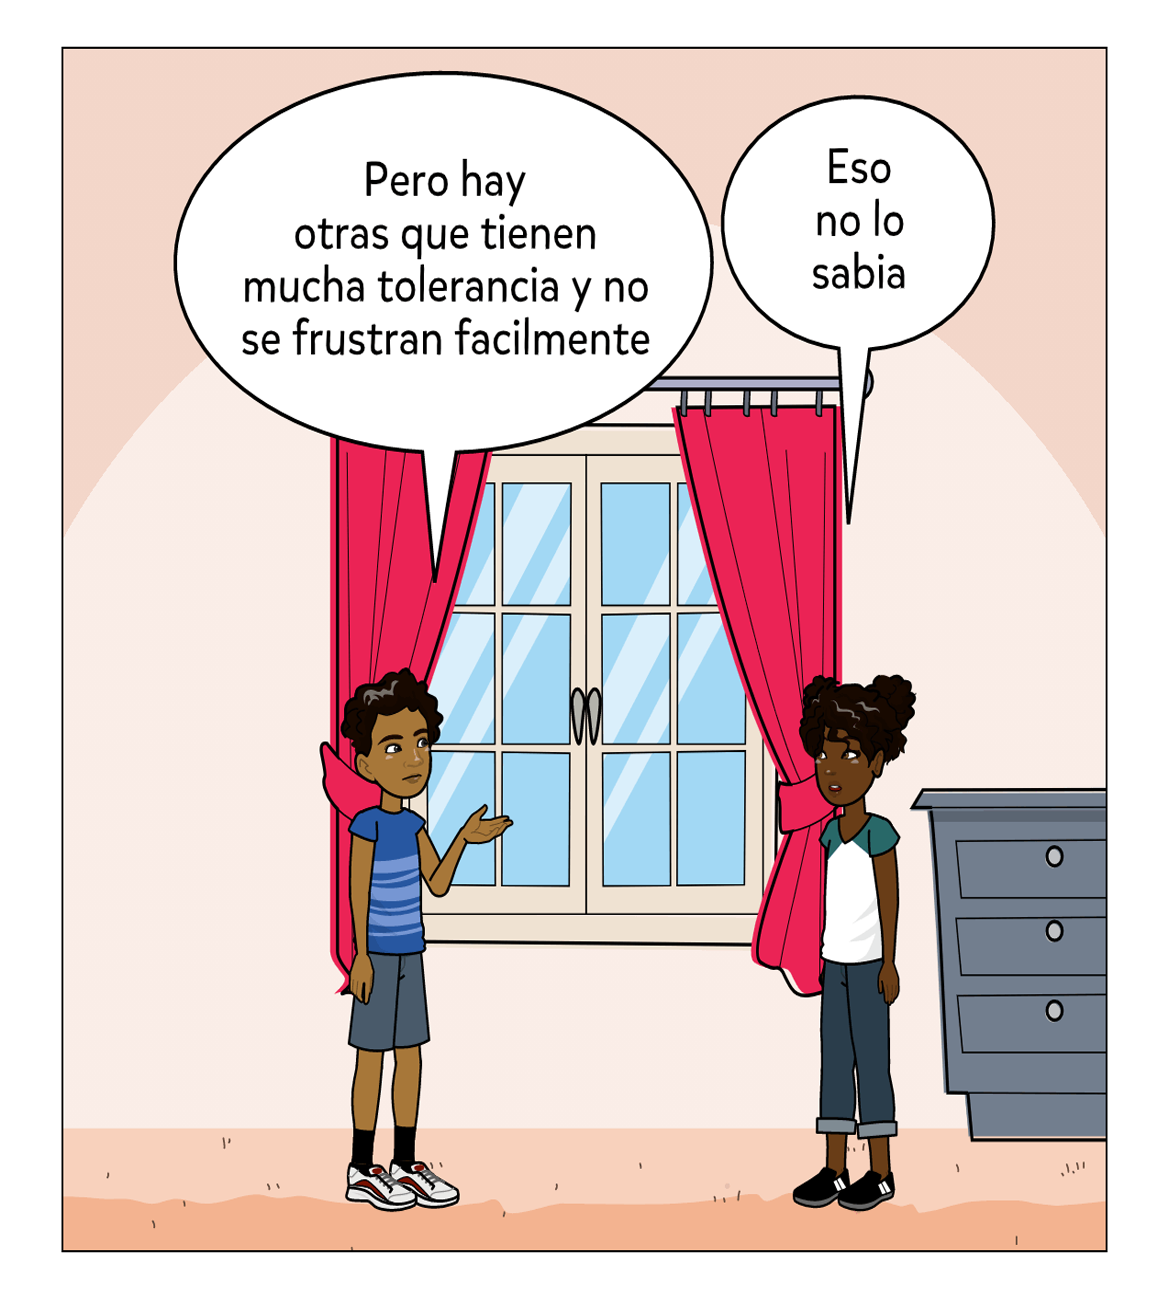 Pero hay
otras que tienen
mucha tolerancia y no
se frustran facilmente
Eso
no lo
sabia